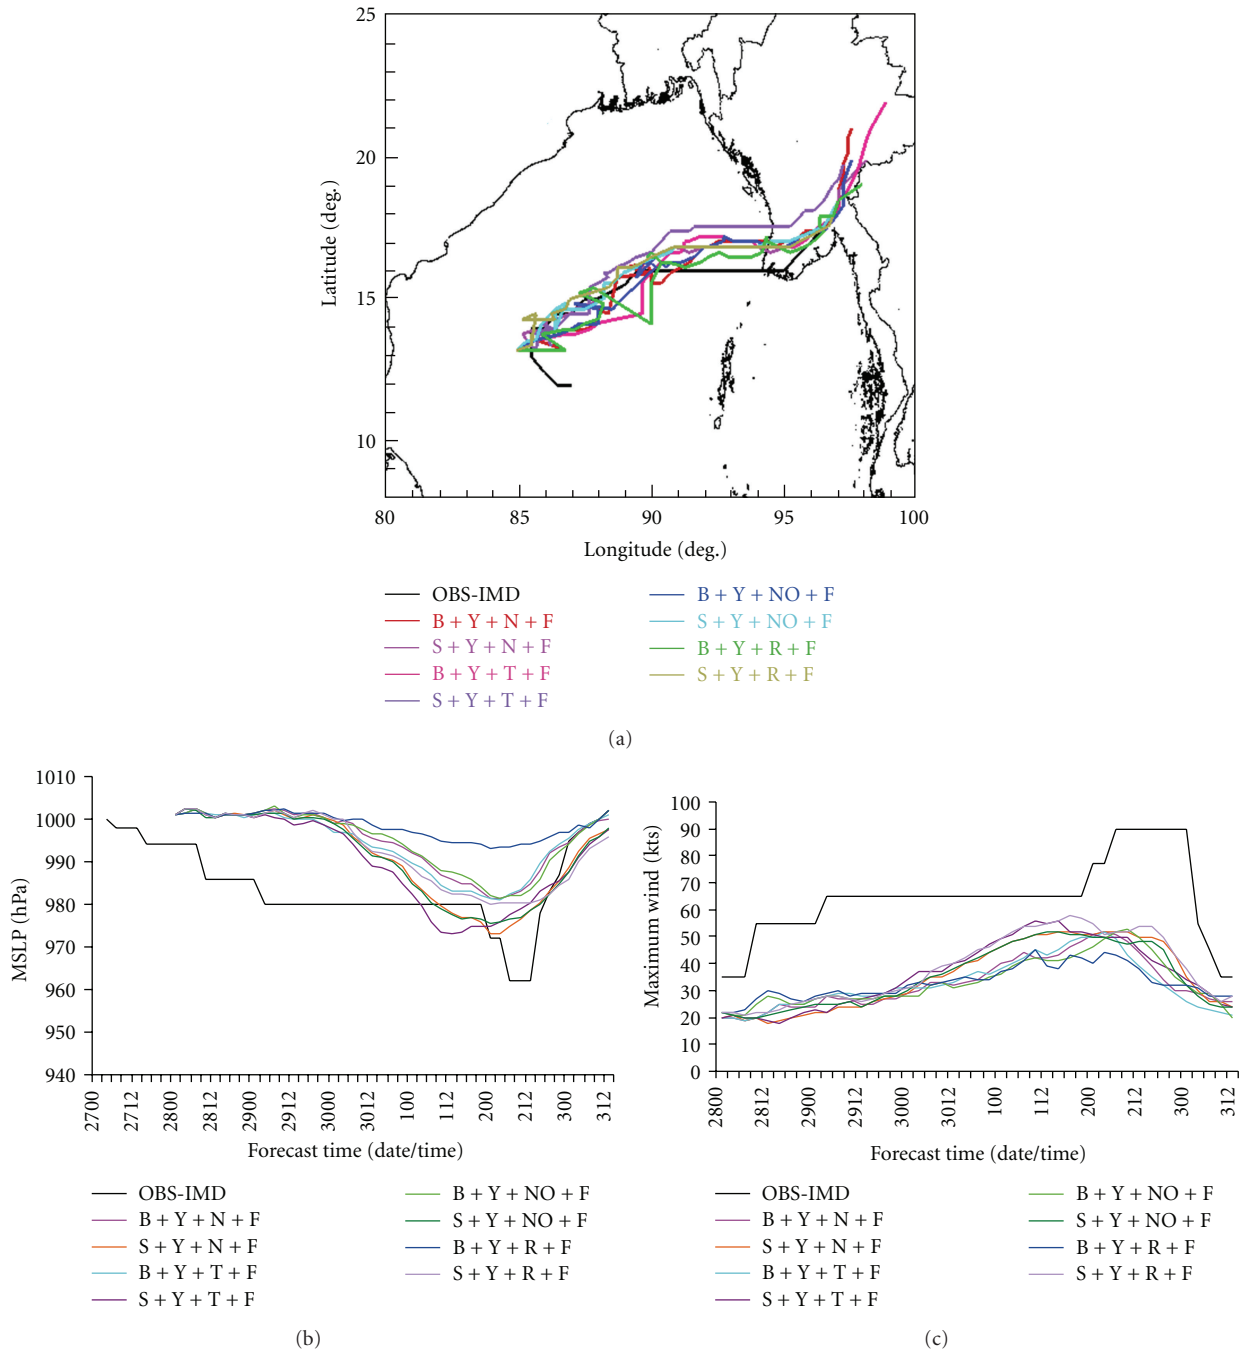 25
20
15
10
Latitude (deg.)
80 85 90 95 100
Longitude (deg.)
OBS-IMD
B + Y + N + F
S + Y + N + F
B + Y + T + F
S + Y + T + F
B + Y + NO + F
S + Y + NO + F
B + Y + R + F
S + Y + R + F
(a)
1010
1000
990
980
970
960
950
940
MSLP (hPa)
2700 2712 2800 2812 2900 2912 3000 3012 100 112 200 212 300 312
Forecast time (date/time)
OBS-IMD
B + Y + N + F
S + Y + N + F
B + Y + T + F
S + Y + T + F
B + Y + NO + F
S + Y + NO + F
B + Y + R + F
S + Y + R + F
(b)
100
90
80
70
60
50
40
30
20
10
0
Maximum wind (kts)
2800 2812 2900 2912 3000 3012 100 112 200 212 300 312
Forecast time (date/time)
OBS-IMD
B + Y + N + F
S + Y + N + F
B + Y + T + F
S + Y + T + F
B + Y + NO + F
S + Y + NO + F
B + Y + R + F
S + Y + R + F
(c)